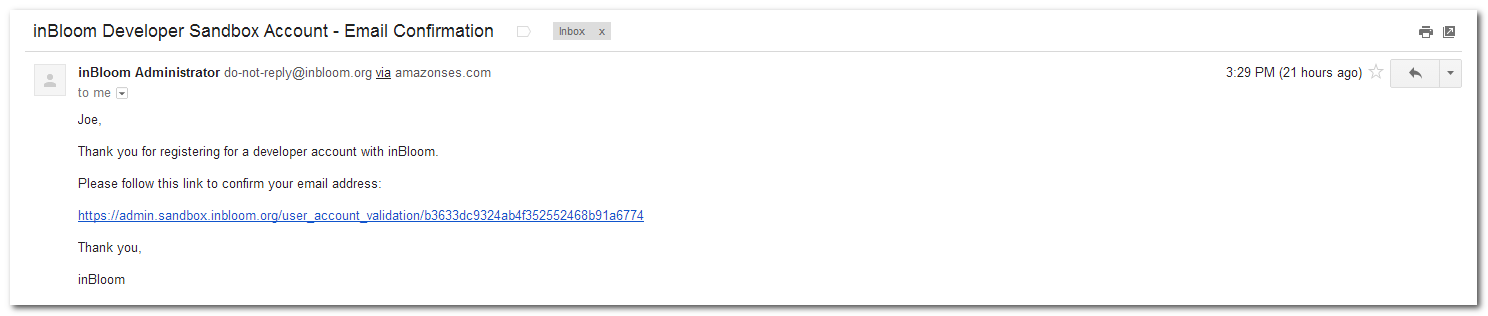 inBloom Developer Sandbox Account - Email Confirmation Inbox x
inBloom Administrator do-not-reply@inbloom.org via amazonses.com 3:29 PM (21 hours ago)
to me
Joe,
Thank you for registering for a developer account with inBloom.
Please follow this link to confirm your email address:
https://admin.sandbox.inbloom.org/user_account_validation/b3633dc9324ab4f352552468b91a6774
Thank you,
inBloom